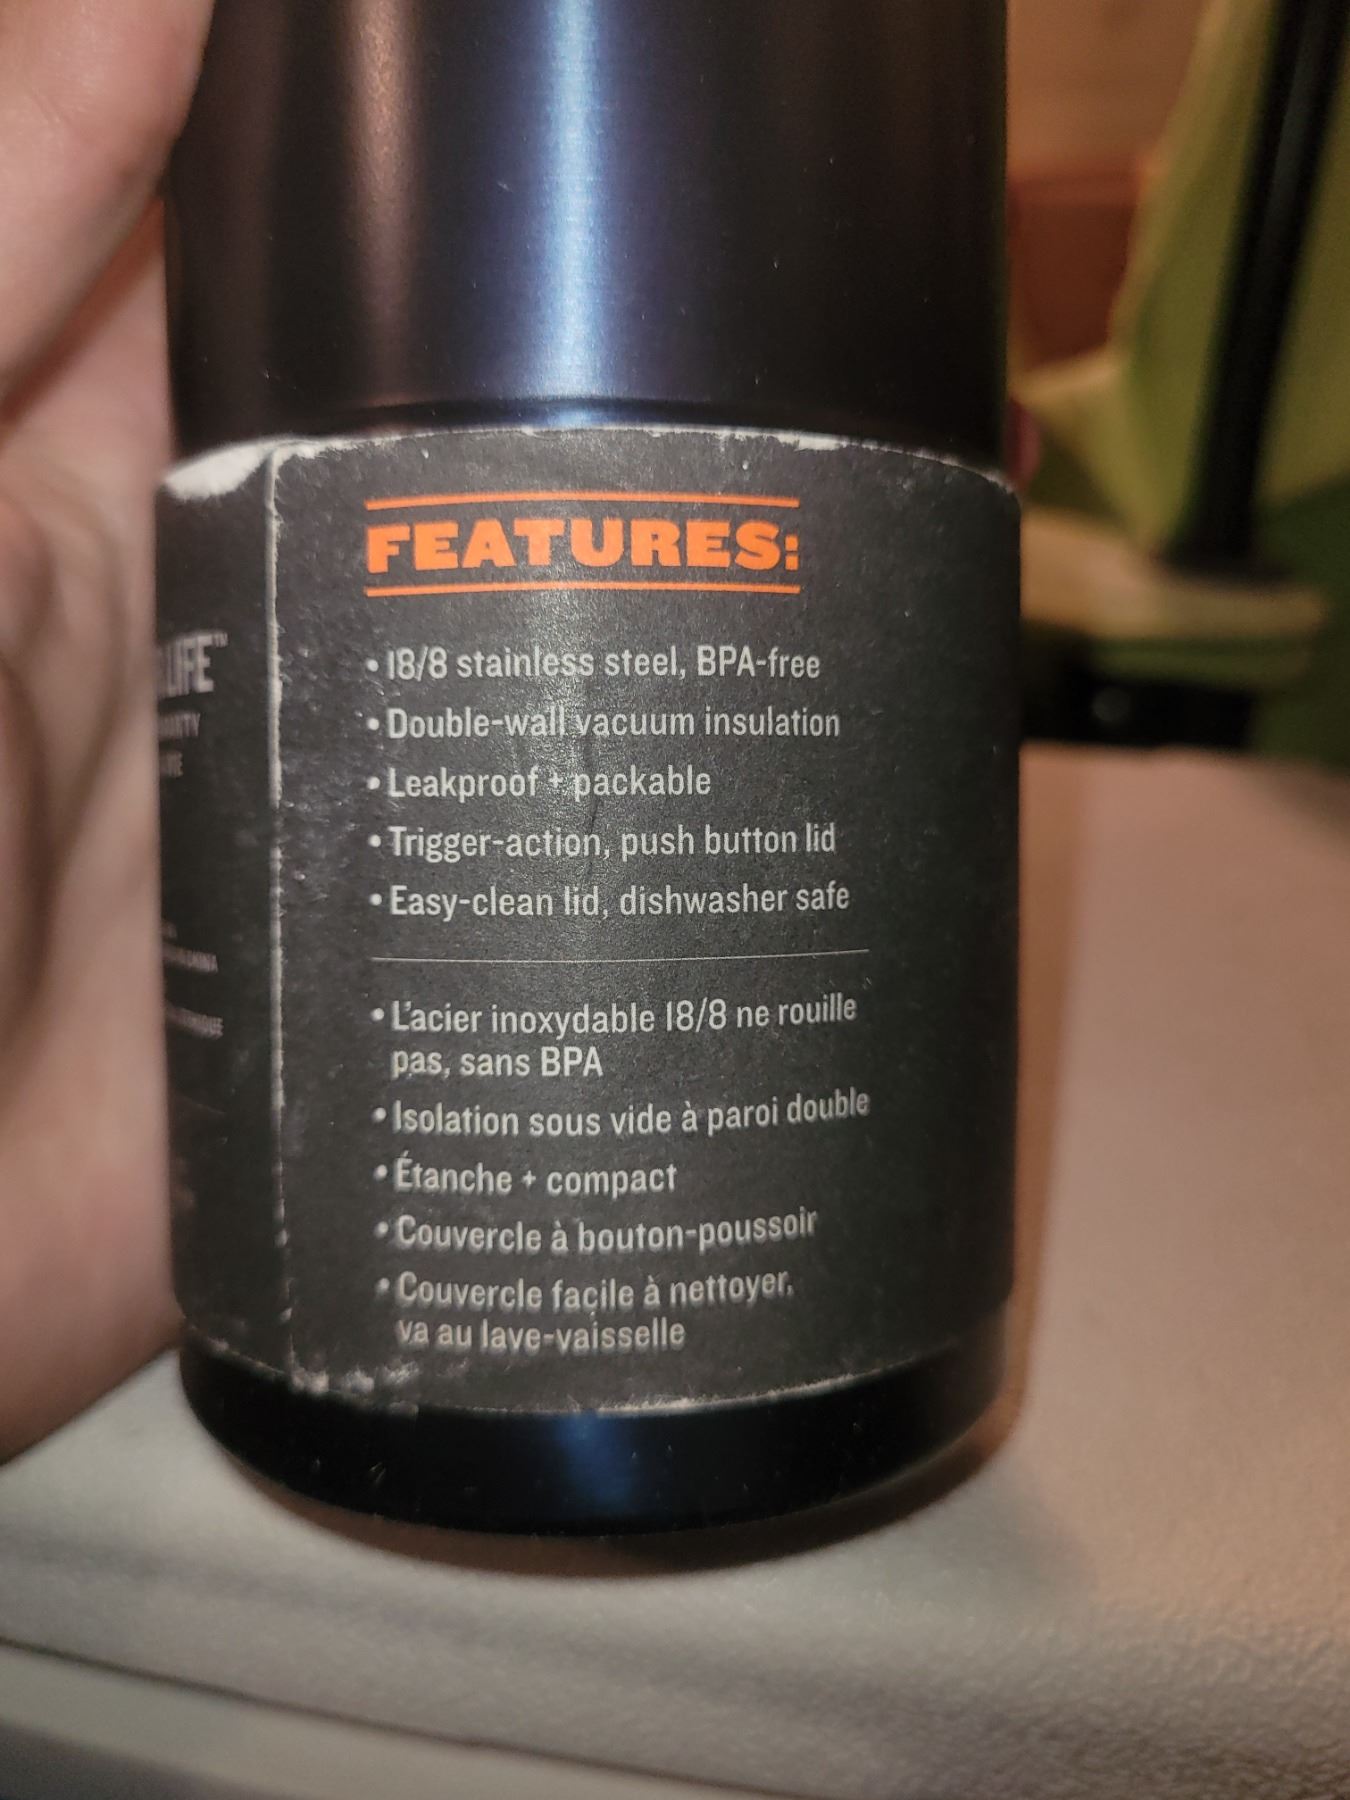 LIFE™
FEATURES:
• 18/8 stainless steel, BPA-free
• Double-wall vacuum insulation
• Leakproof + packable
• Trigger-action, push button lid
• Easy-clean lid, dishwasher safe
• L'acier inoxydable 18/8 ne rouille
pas, sans BPA
• Isolation sous vide à paroi double
• Étanche + compact
• Couvercle à bouton-poussoir
• Couvercle facile à nettoyer,
va au lave-vaisselle